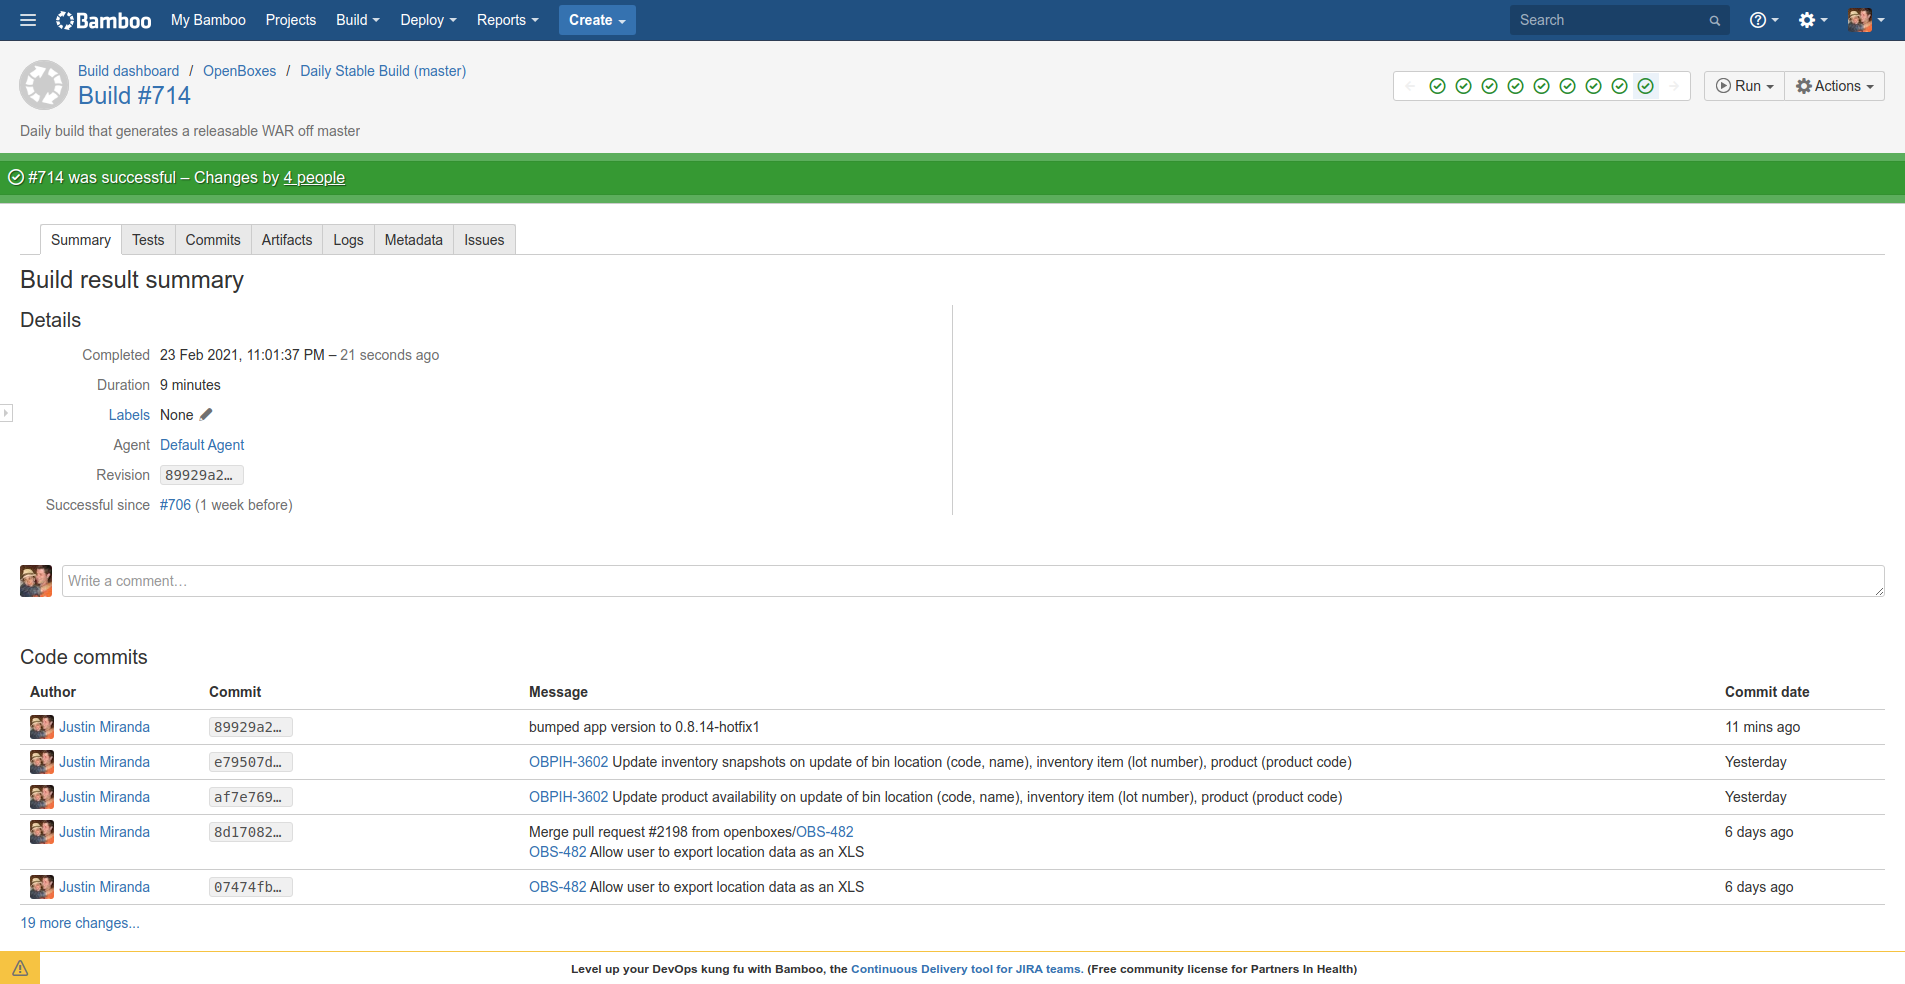 Bamboo My Bamboo Projects Build Deploy Reports Create Search
Build dashboard / OpenBoxes / Daily Stable Build (master)
Build #714
Run Actions
Daily build that generates a releasable WAR off master
#714 was successful – Changes by 4 people
Summary Tests Commits Artifacts Logs Metadata Issues
Build result summary
Details
Completed 23 Feb 2021, 11:01:37 PM – 21 seconds ago
Duration 9 minutes
Labels None
Agent Default Agent
Revision 89929a2…
Successful since #706 (1 week before)
Write a comment…
Code commits
Author Commit Message Commit date
Justin Miranda 89929a2… bumped app version to 0.8.14-hotfix1 11 mins ago
Justin Miranda e79507d… OBPIH-3602 Update inventory snapshots on update of bin location (code, name), inventory item (lot number), product (product code) Yesterday
Justin Miranda af7e769… OBPIH-3602 Update product availability on update of bin location (code, name), inventory item (lot number), product (product code) Yesterday
Justin Miranda 8d17082… Merge pull request #2198 from openboxes/OBS-482 6 days ago
OBS-482 Allow user to export location data as an XLS
Justin Miranda 07474fb… OBS-482 Allow user to export location data as an XLS 6 days ago
19 more changes...
Level up your DevOps kung fu with Bamboo, the Continuous Delivery tool for JIRA teams. (Free community license for Partners In Health)